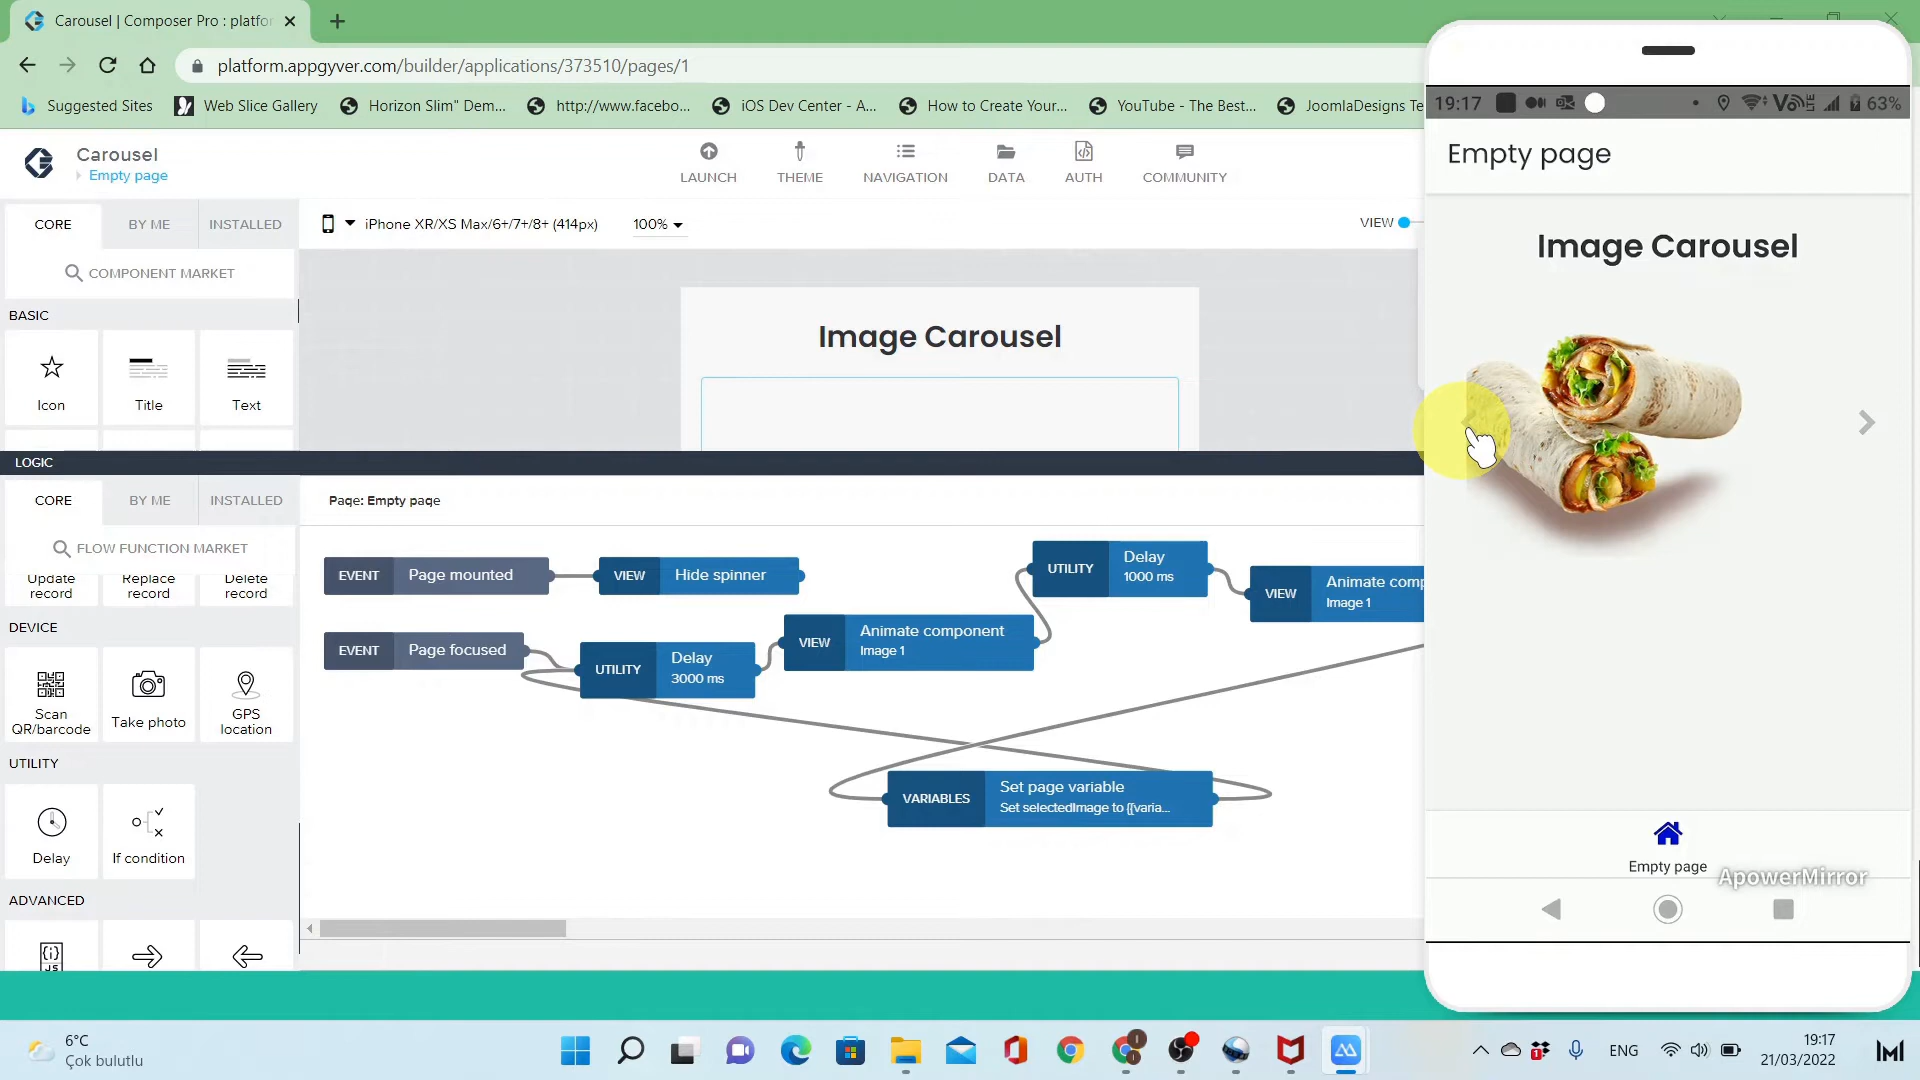 Carousel | Composer Pro : platfor
platform.appgyver.com/builder/applications/373510/pages/1
Suggested Sites
Web Slice Gallery
Horizon Slim" Dem...
http://www.facebo...
iOS Dev Center - A...
How to Create Your...
YouTube - The Best...
JoomlaDesigns Te
Carousel
Empty page
LAUNCH
THEME
NAVIGATION
DATA
AUTH
COMMUNITY
CORE
BY ME
INSTALLED
iPhone XR/XS Max/6+/7+/8+ (414px)
100%
VIEW
COMPONENT MARKET
BASIC
Icon
Title
Text
Image Carousel
LOGIC
CORE
BY ME
INSTALLED
Page: Empty page
FLOW FUNCTION MARKET
Update record
Replace record
Delete record
DEVICE
Scan QR/barcode
Take photo
GPS location
UTILITY
Delay
If condition
ADVANCED
JS
EVENT Page mounted
VIEW Hide spinner
EVENT Page focused
UTILITY Delay
3000 ms
VIEW Animate component
Image 1
UTILITY Delay
1000 ms
VIEW Animate comp
Image 1
VARIABLES Set page variable
Set selectedImage to {{varia...
19:17
63%
Empty page
Image Carousel
Empty page
ApowerMirror
6°C
Çok bulutlu
ENG
19:17
21/03/2022